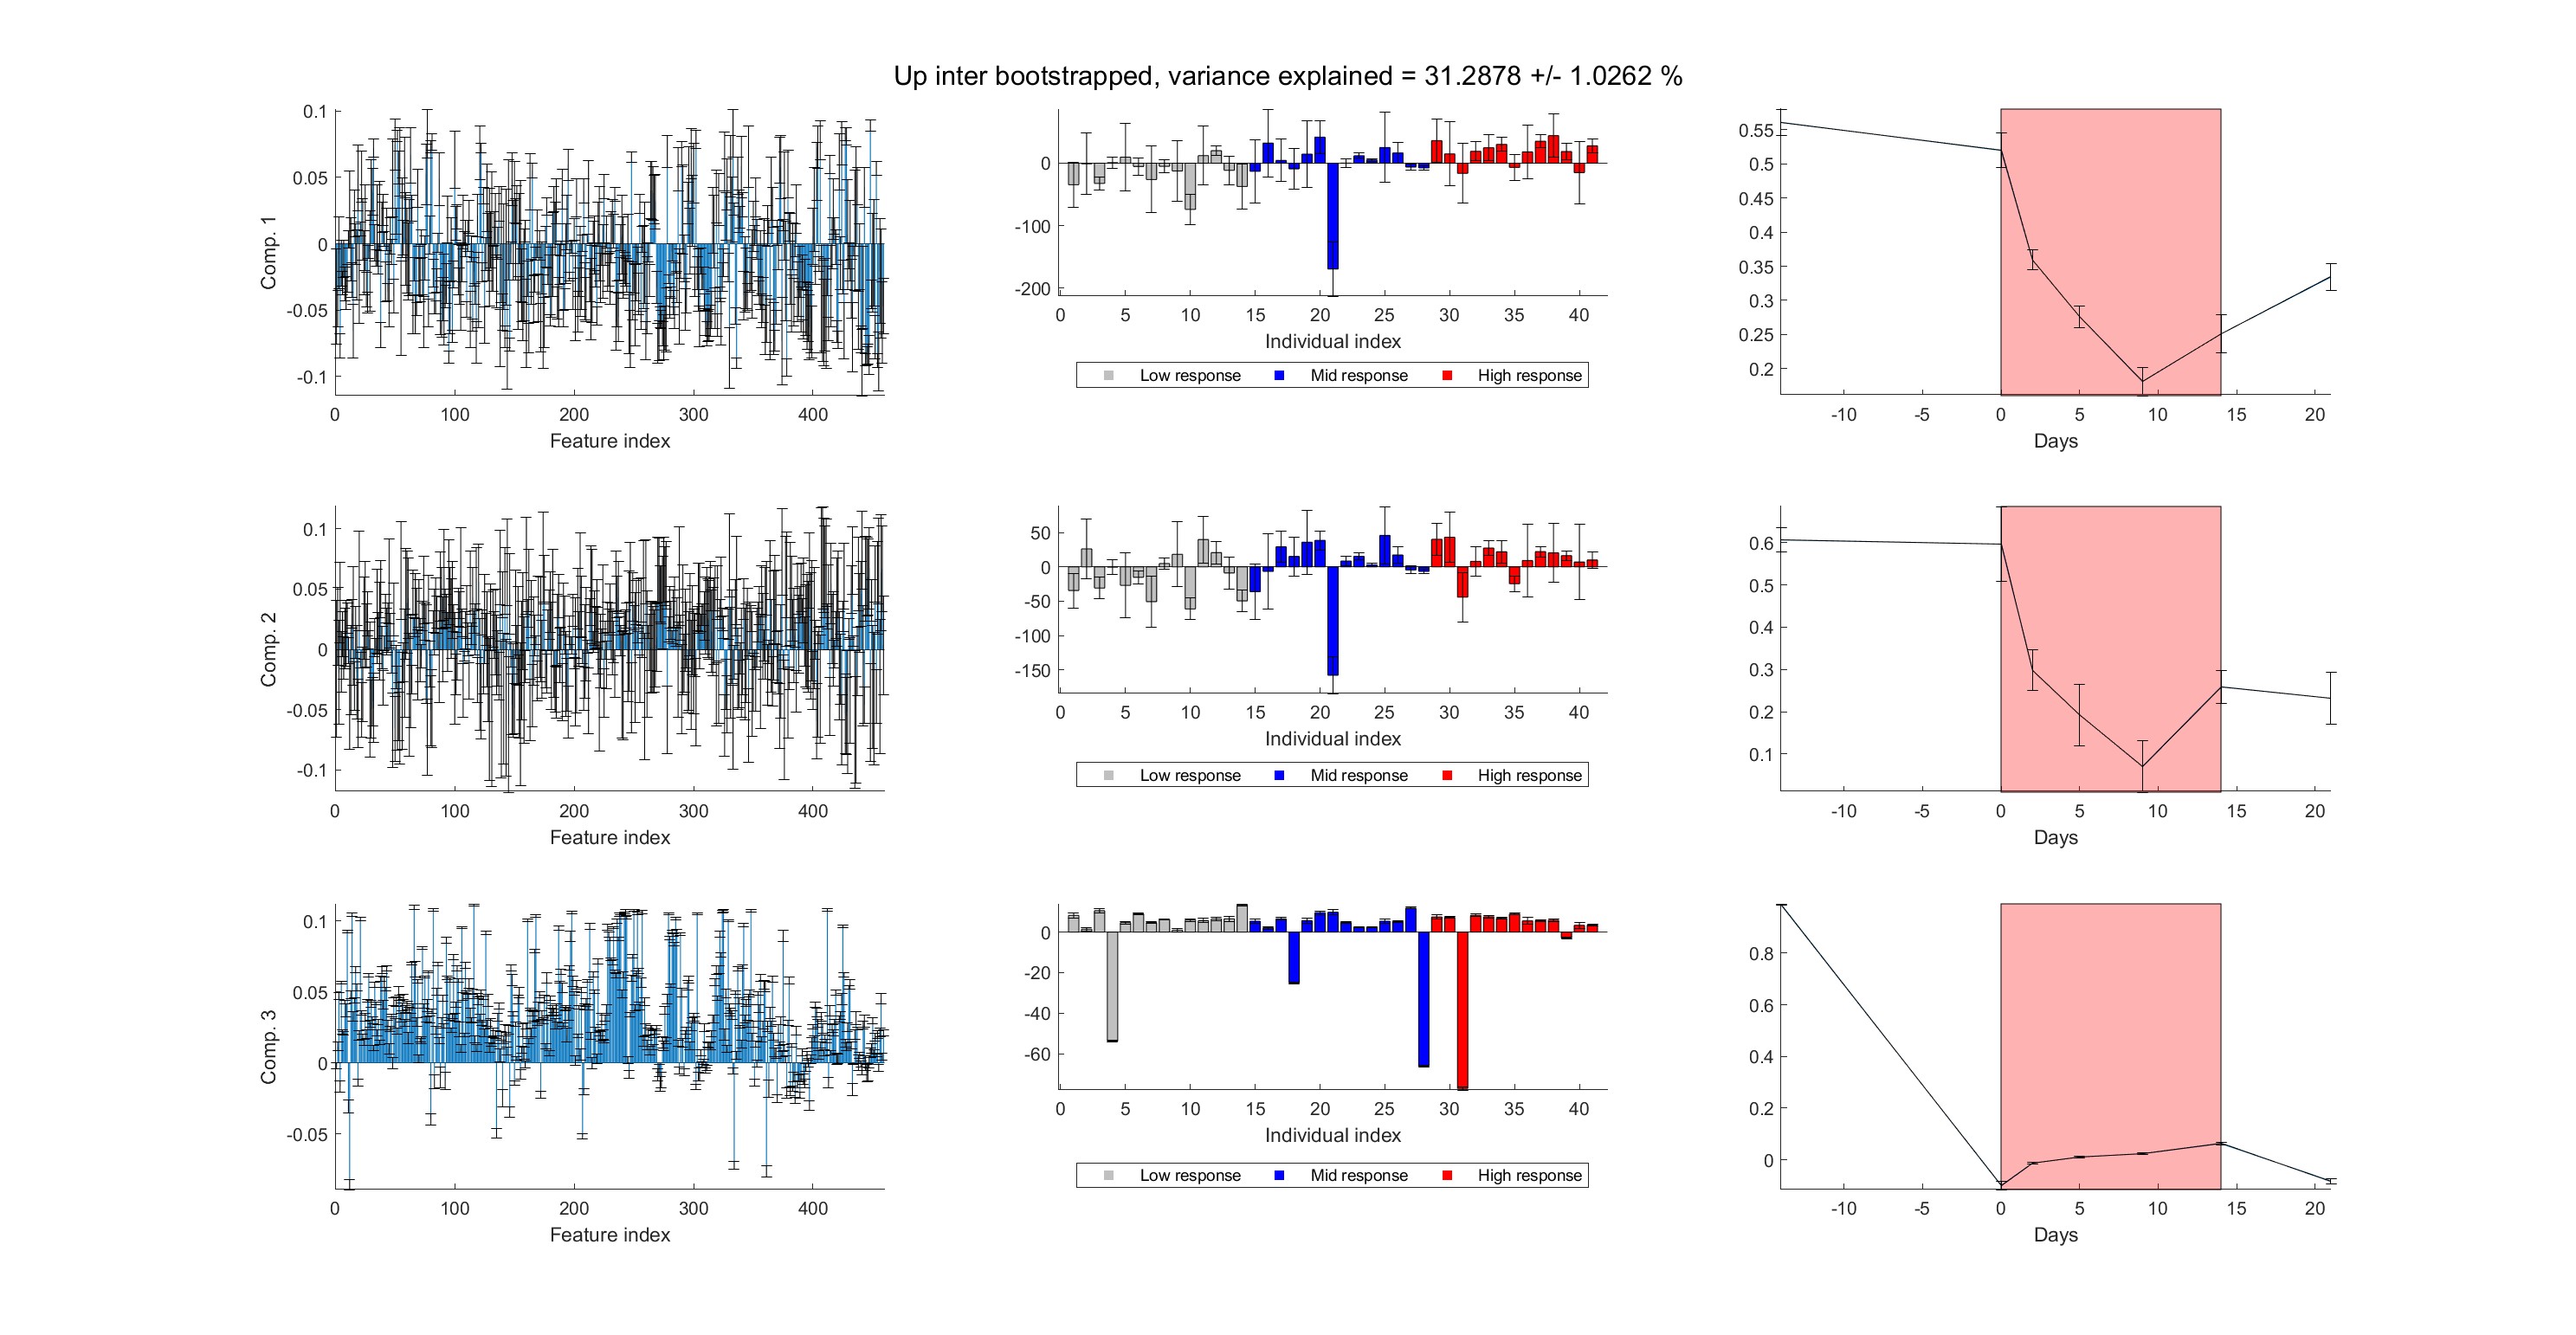 Up inter bootstrapped, variance explained = 31.2878 +/- 1.0262 %
Comp. 1
0.1
0.05
0
-0.05
-0.1
0 100 200 300 400
Feature index
0
-100
-200
0 5 10 15 20 25 30 35 40
Individual index
Low response Mid response High response
0.55
0.5
0.45
0.4
0.35
0.3
0.25
0.2
-10 -5 0 5 10 15 20
Days
Comp. 2
0.1
0.05
0
-0.05
-0.1
0 100 200 300 400
Feature index
50
0
-50
-100
-150
0 5 10 15 20 25 30 35 40
Individual index
Low response Mid response High response
0.6
0.5
0.4
0.3
0.2
0.1
-10 -5 0 5 10 15 20
Days
Comp. 3
0.1
0.05
0
-0.05
0 100 200 300 400
Feature index
0
-20
-40
-60
0 5 10 15 20 25 30 35 40
Individual index
Low response Mid response High response
0.8
0.6
0.4
0.2
0
-10 -5 0 5 10 15 20
Days